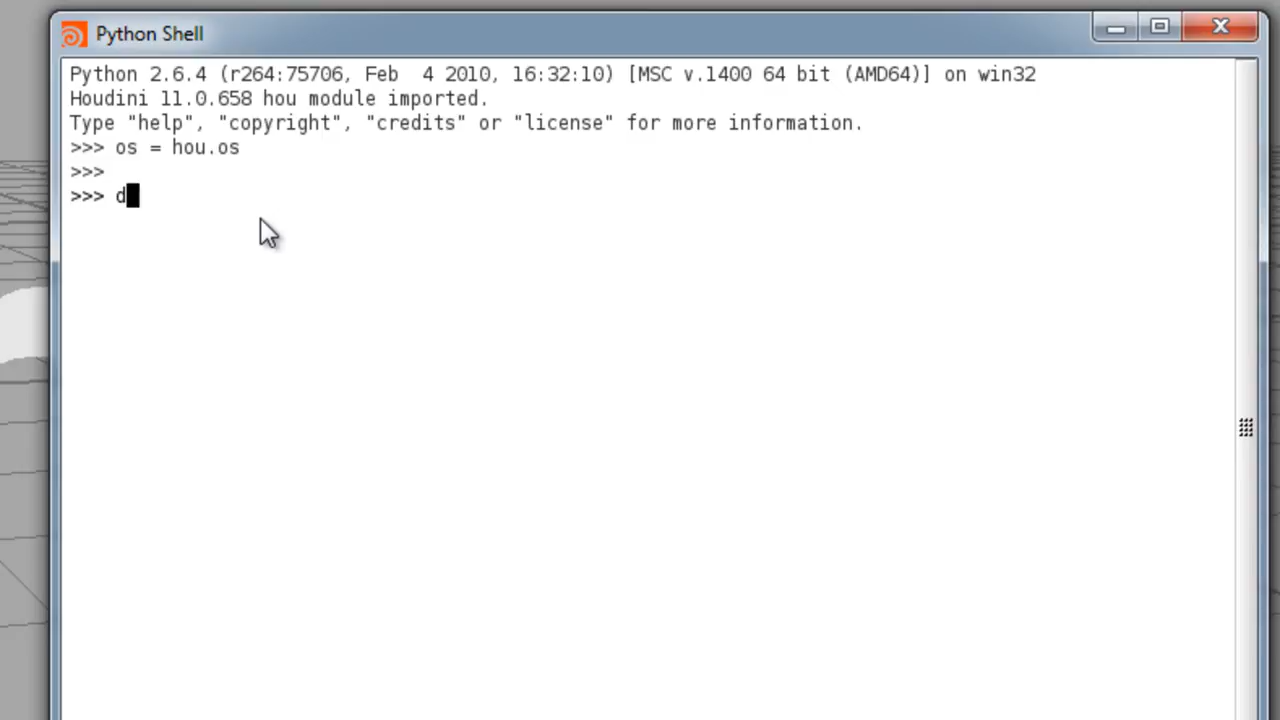 Python Shell
Python 2.6.4 (r264:75706, Feb  4 2010, 16:32:10) [MSC v.1400 64 bit (AMD64)] on win32
Houdini 11.0.658 hou module imported.
Type "help", "copyright", "credits" or "license" for more information.
>>> os = hou.os
>>>
>>> d